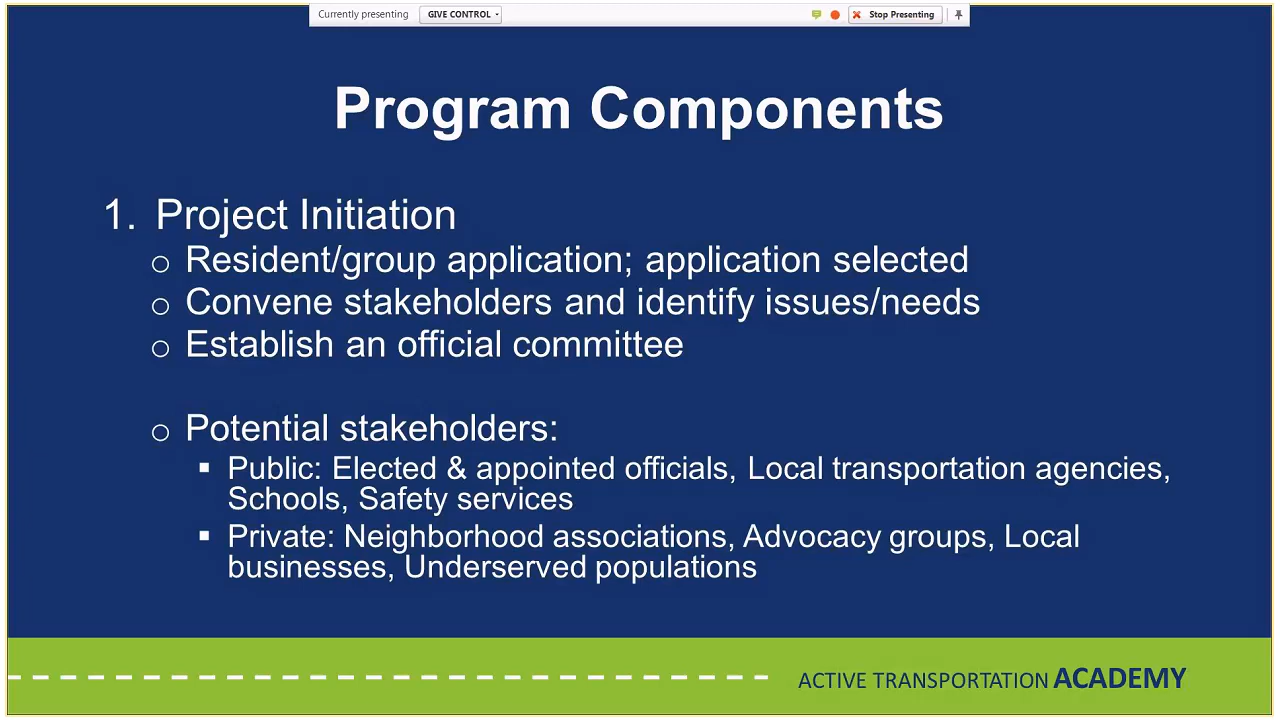 Currently presenting GIVE CONTROL Stop Presenting
Program Components
1. Project Initiation
o Resident/group application; application selected
o Convene stakeholders and identify issues/needs
o Establish an official committee
o Potential stakeholders:
▪ Public: Elected & appointed officials, Local transportation agencies,
Schools, Safety services
▪ Private: Neighborhood associations, Advocacy groups, Local
businesses, Underserved populations
ACTIVE TRANSPORTATION ACADEMY